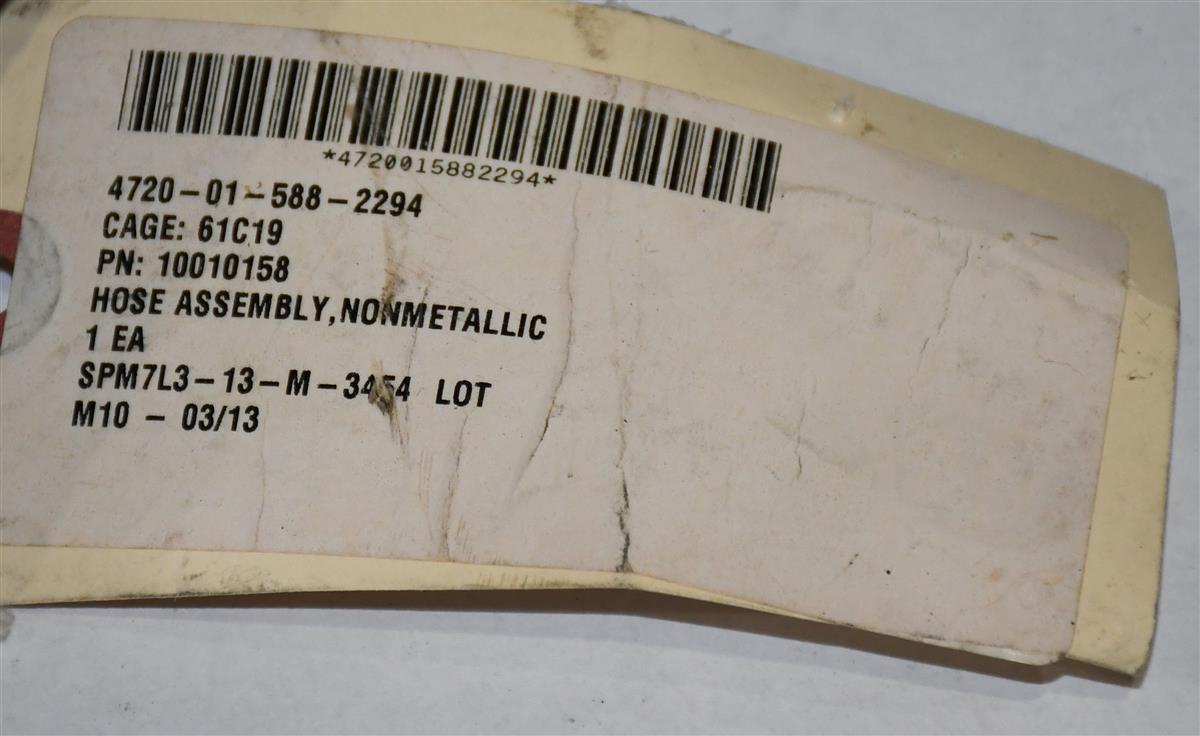 *4720015882294*
4720-01-588-2294
CAGE: 61C19
PN: 10010158
HOSE ASSEMBLY,NONMETALLIC
1 EA
SPM7L3-13-M-3454 LOT
M10 - 03/13